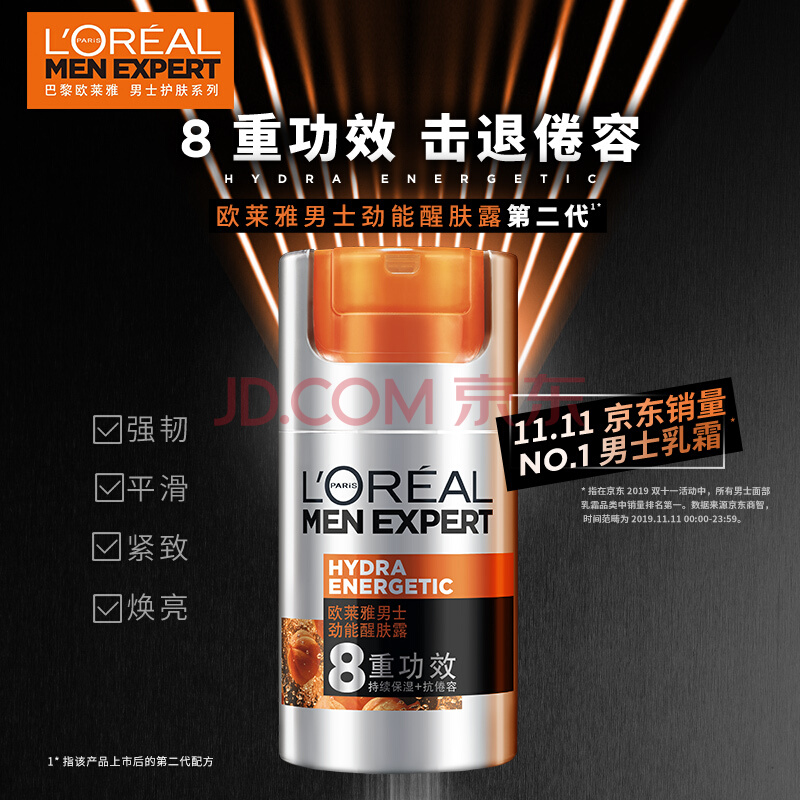 L'ORÉAL
PARIS
MEN EXPERT
巴黎欧莱雅 男士护肤系列
8 重功效 击退倦容
HYDRA ENERGETIC
欧莱雅男士劲能醒肤露第二代1*
JD.COM 京东
强韧
平滑
紧致
焕亮
11.11 京东销量
NO.1 男士乳霜*
* 指在京东 2019 双十一活动中，所有男士面部
乳霜品类中销量排名第一。数据来源京东商智，
时间范畴为 2019.11.11 00:00-23:59。
L'ORÉAL
PARIS
MEN EXPERT
HYDRA
ENERGETIC
欧莱雅男士
劲能醒肤露
8重功效
持续保湿+抗倦容
1* 指该产品上市后的第二代配方